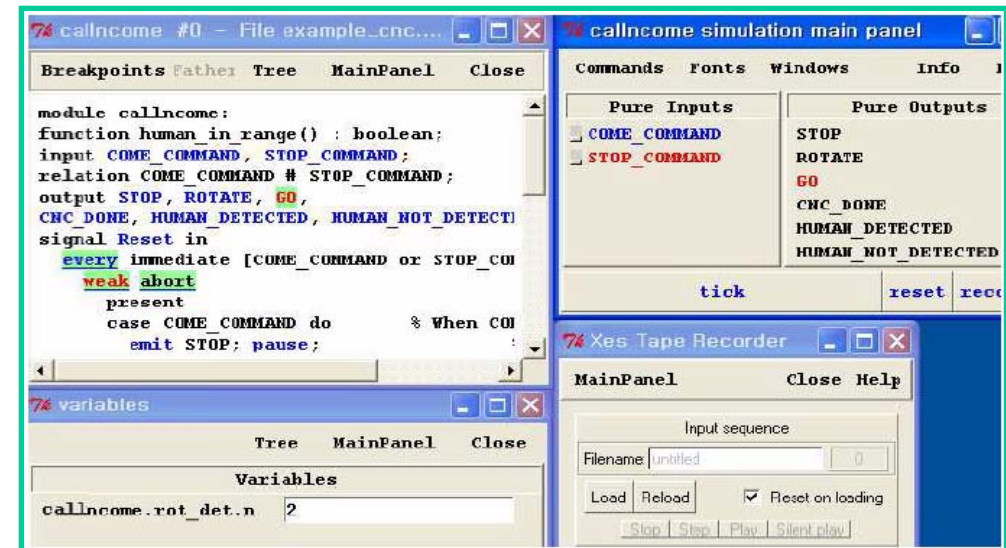 callncome #0 – File example_cnc....
Breakpoints Father Tree MainPanel Close
module callncome:
function human_in_range() : boolean;
input COME_COMMAND, STOP_COMMAND;
relation COME_COMMAND # STOP_COMMAND;
output STOP, ROTATE, GO,
CNC_DONE, HUMAN_DETECTED, HUMAN_NOT_DETECT
signal Reset in
every immediate [COME_COMMAND or STOP_COM
weak abort
present
case COME_COMMAND do % When COM
emit STOP; pause;
variables
Tree MainPanel Close
Variables
callncome.rot_det.n 2
callncome simulation main panel
Commands Fonts Windows Info
Pure Inputs
COME_COMMAND
STOP_COMMAND
Pure Outputs
STOP
ROTATE
GO
CNC_DONE
HUMAN_DETECTED
HUMAN_NOT_DETECTED
tick reset reco
Xes Tape Recorder
MainPanel Close Help
Input sequence
Filename: untitled 0
Load Reload Reset on loading
Stop Step Play Silent play